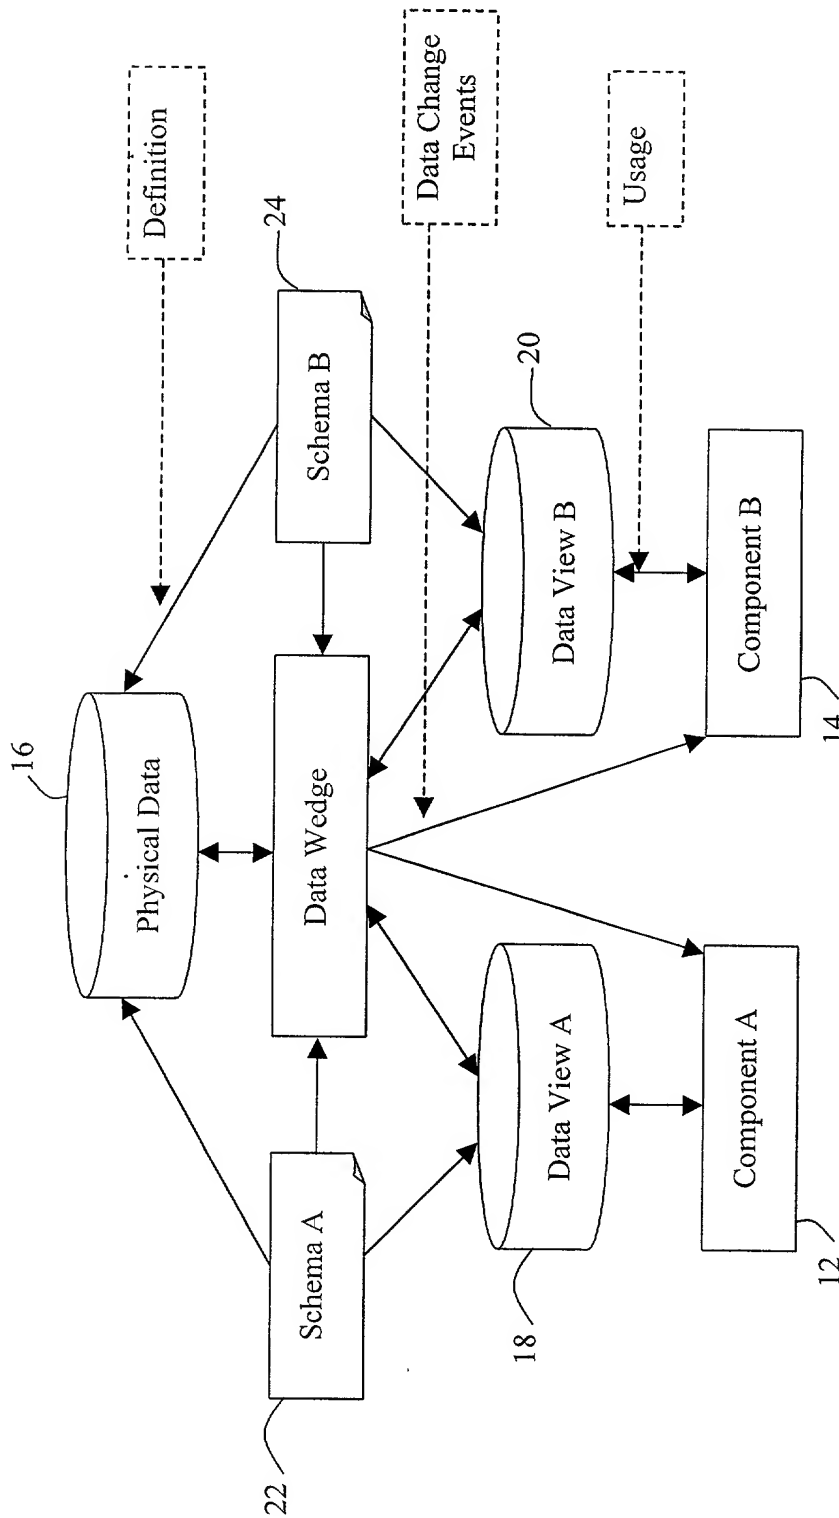 16
Physical Data
Definition
22
Schema A
Data Wedge
Schema B
24
Data Change
Events
18
Data View A
Data View B
20
Usage
12
Component A
14
Component B